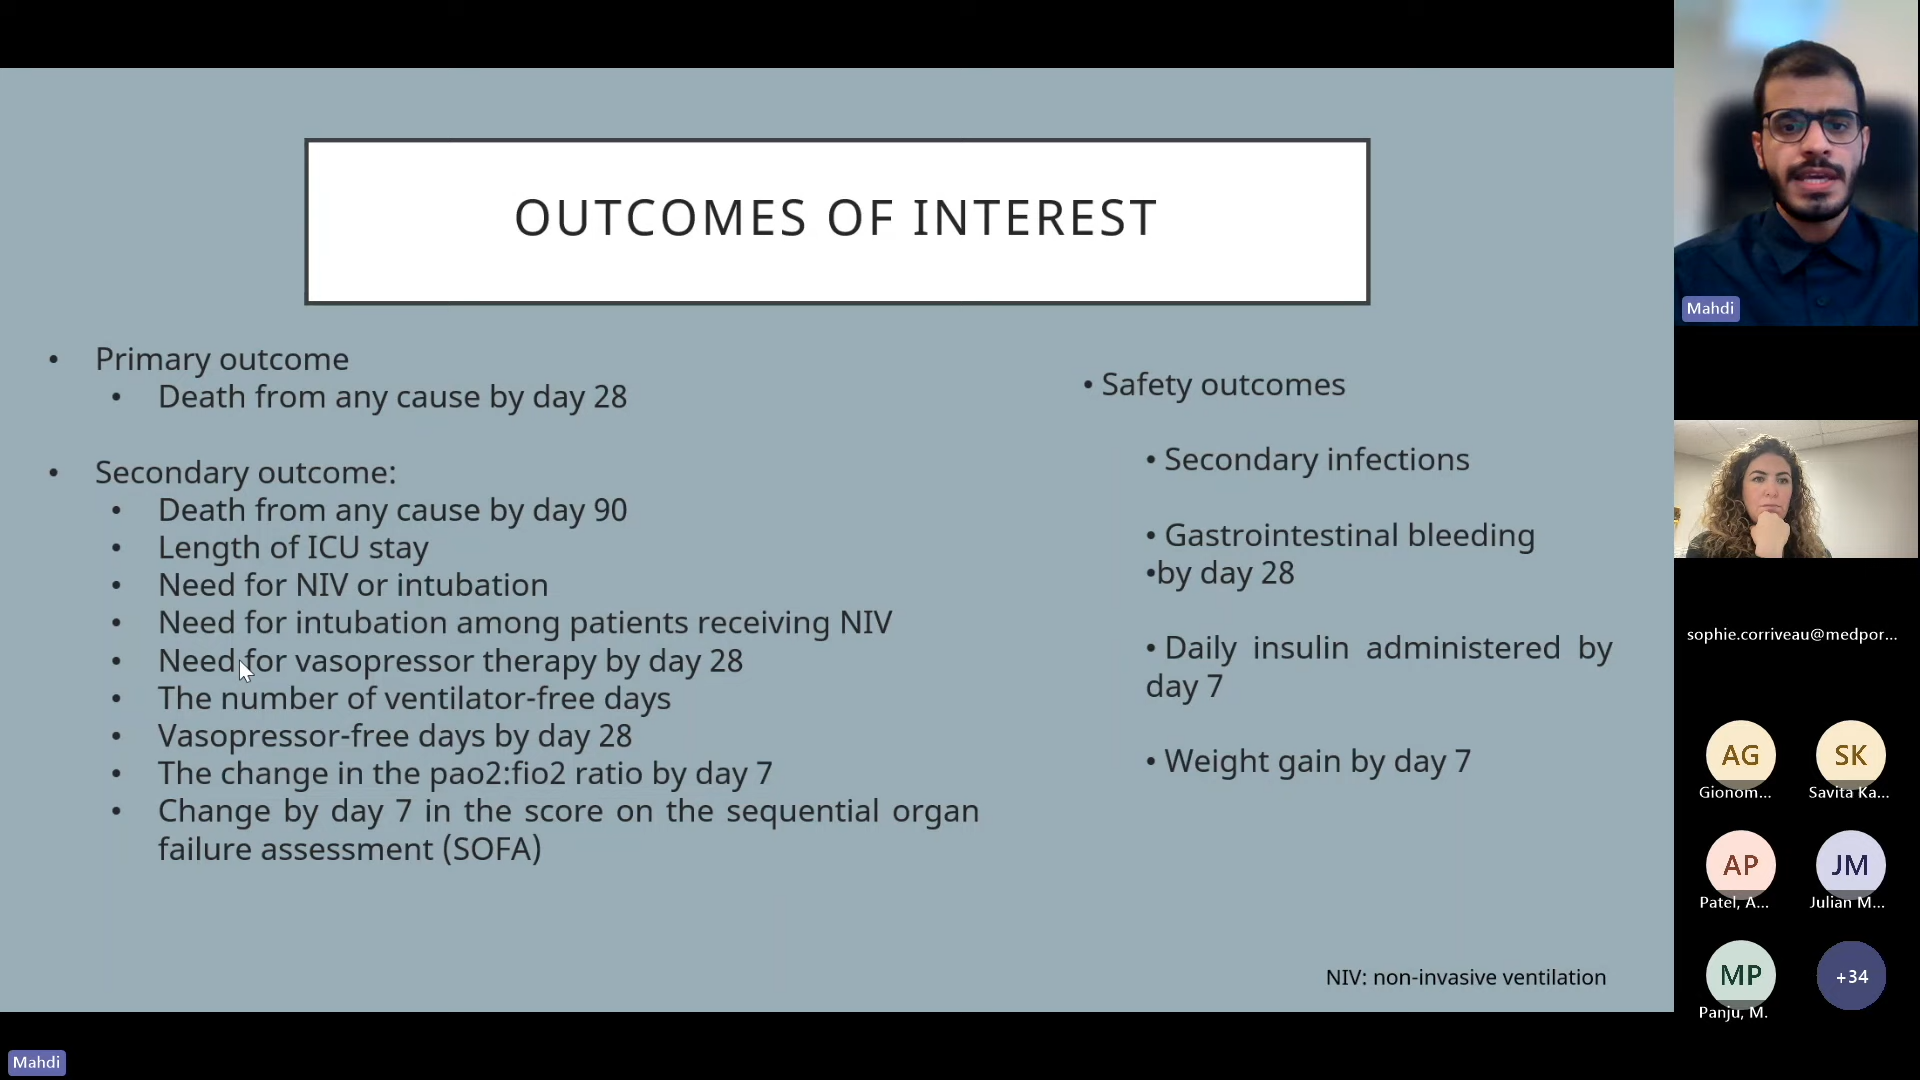 OUTCOMES OF INTEREST
• Primary outcome
• Death from any cause by day 28
• Secondary outcome:
• Death from any cause by day 90
• Length of ICU stay
• Need for NIV or intubation
• Need for intubation among patients receiving NIV
• Need for vasopressor therapy by day 28
• The number of ventilator-free days
• Vasopressor-free days by day 28
• The change in the pao2:fio2 ratio by day 7
• Change by day 7 in the score on the sequential organ
failure assessment (SOFA)
• Safety outcomes
• Secondary infections
• Gastrointestinal bleeding
•by day 28
• Daily insulin administered by
day 7
• Weight gain by day 7
NIV: non-invasive ventilation
Mahdi
Mahdi
sophie.corriveau@medpor...
AG
Gionom...
SK
Savita Ka...
AP
Patel, A...
JM
Julian M...
MP
Panju, M.
+34